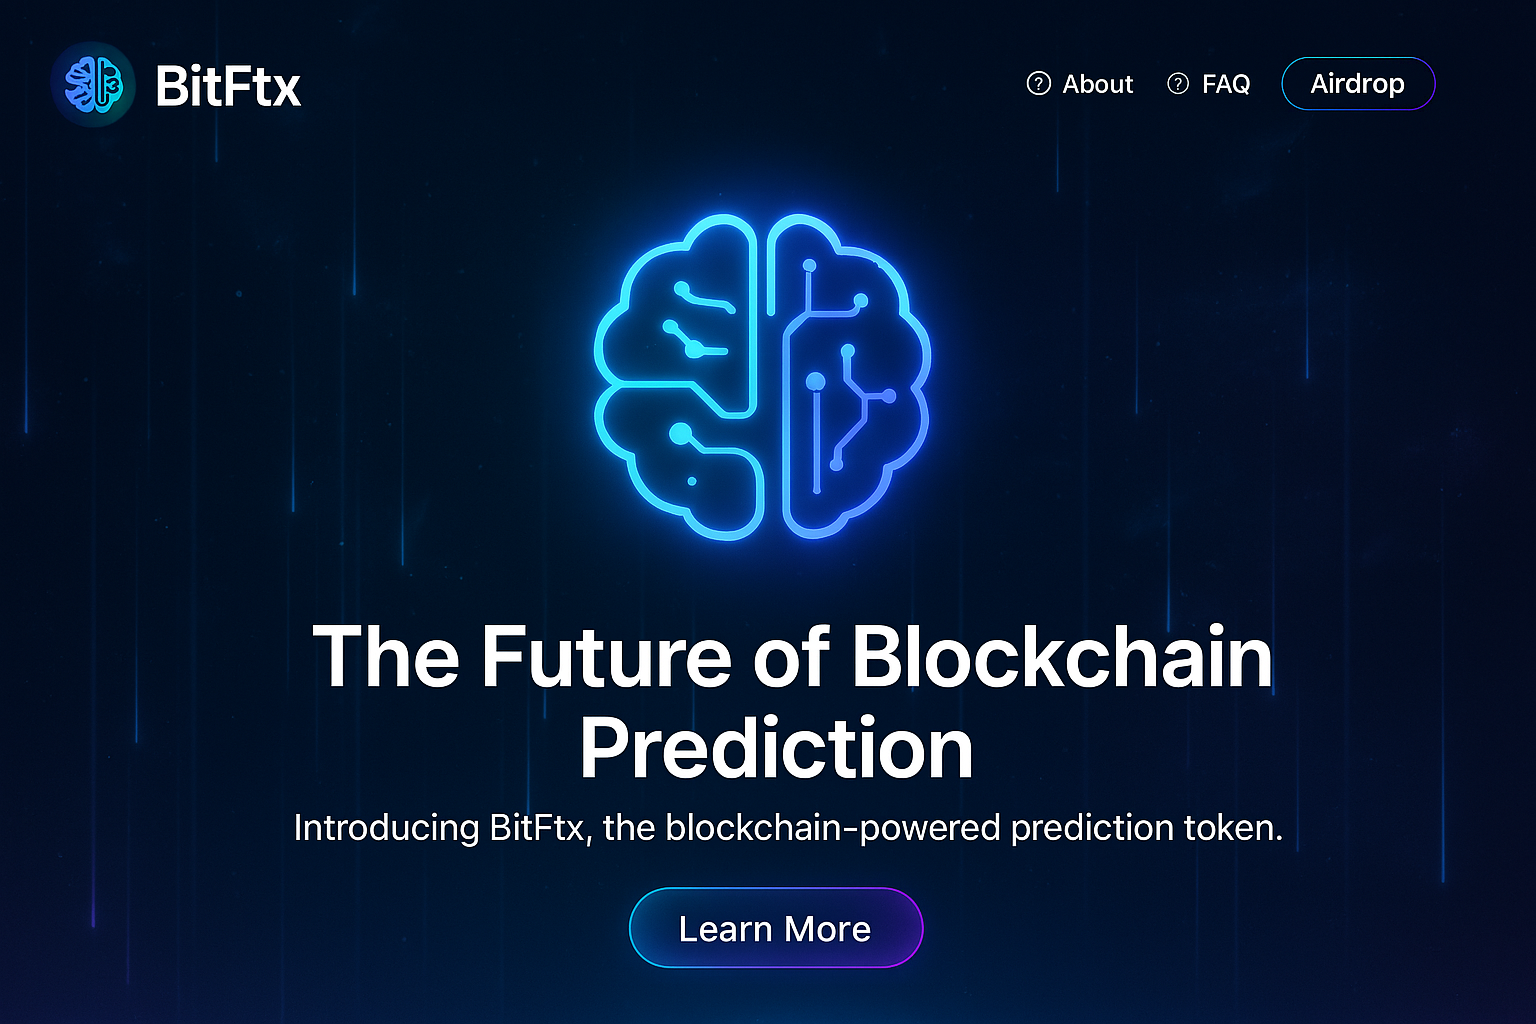 BitFtx
About
FAQ
Airdrop
The Future of Blockchain
Prediction
Introducing BitFtx, the blockchain-powered prediction token.
Learn More